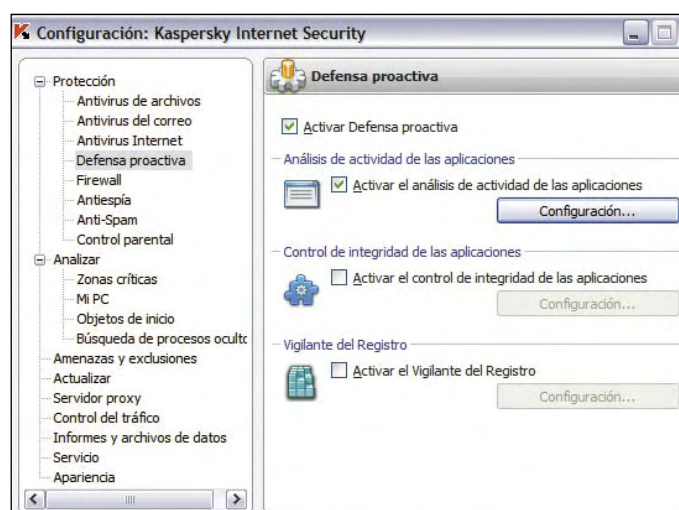 Configuración: Kaspersky Internet Security
Protección
Antivirus de archivos
Antivirus del correo
Antivirus Internet
Defensa proactiva
Firewall
Antiespía
Anti-Spam
Control parental
Analizar
Zonas críticas
Mi PC
Objetos de inicio
Búsqueda de procesos oculto
Amenazas y exclusiones
Actualizar
Servidor proxy
Control del tráfico
Informes y archivos de datos
Servicio
Apariencia
Defensa proactiva
Activar Defensa proactiva
Análisis de actividad de las aplicaciones
Activar el análisis de actividad de las aplicaciones
Configuración...
Control de integridad de las aplicaciones
Activar el control de integridad de las aplicaciones
Configuración...
Vigilante del Registro
Activar el Vigilante del Registro
Configuración...